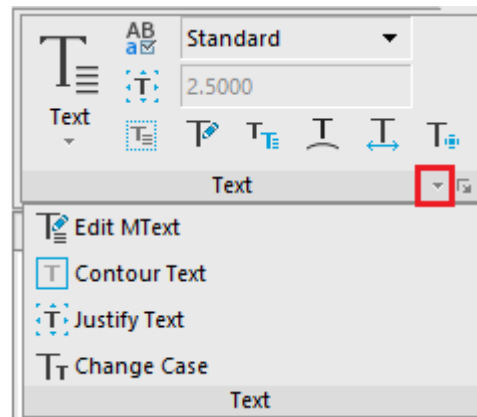 AB
a
Standard
2.5000
Text
Text
Edit MText
Contour Text
Justify Text
Change Case
Text